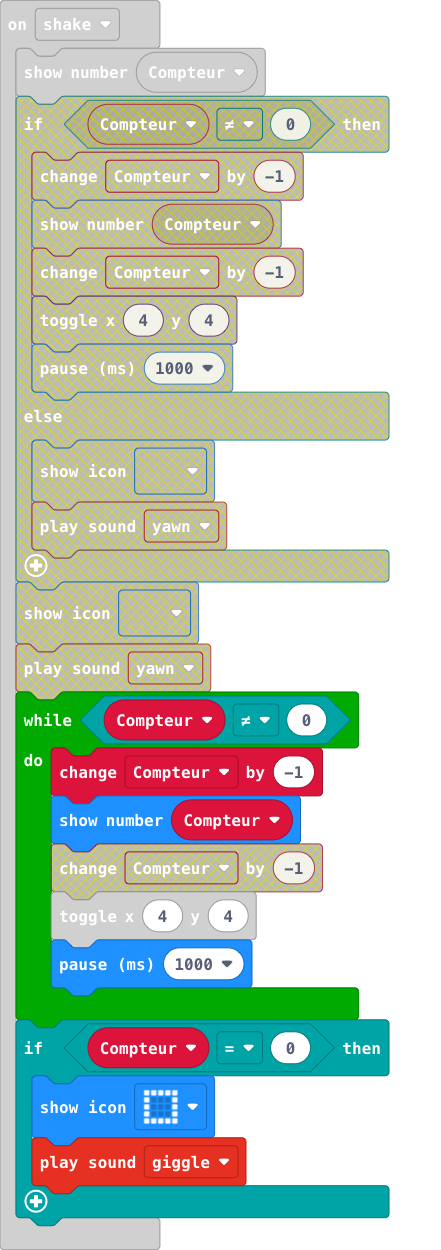 on shake
show number Compteur
if Compteur ≠ 0 then
change Compteur by -1
show number Compteur
change Compteur by -1
toggle x 4 y 4
pause (ms) 1000
else
show icon
play sound yawn
show icon
play sound yawn
while Compteur ≠ 0
do
change Compteur by -1
show number Compteur
change Compteur by -1
toggle x 4 y 4
pause (ms) 1000
if Compteur = 0 then
show icon
play sound giggle